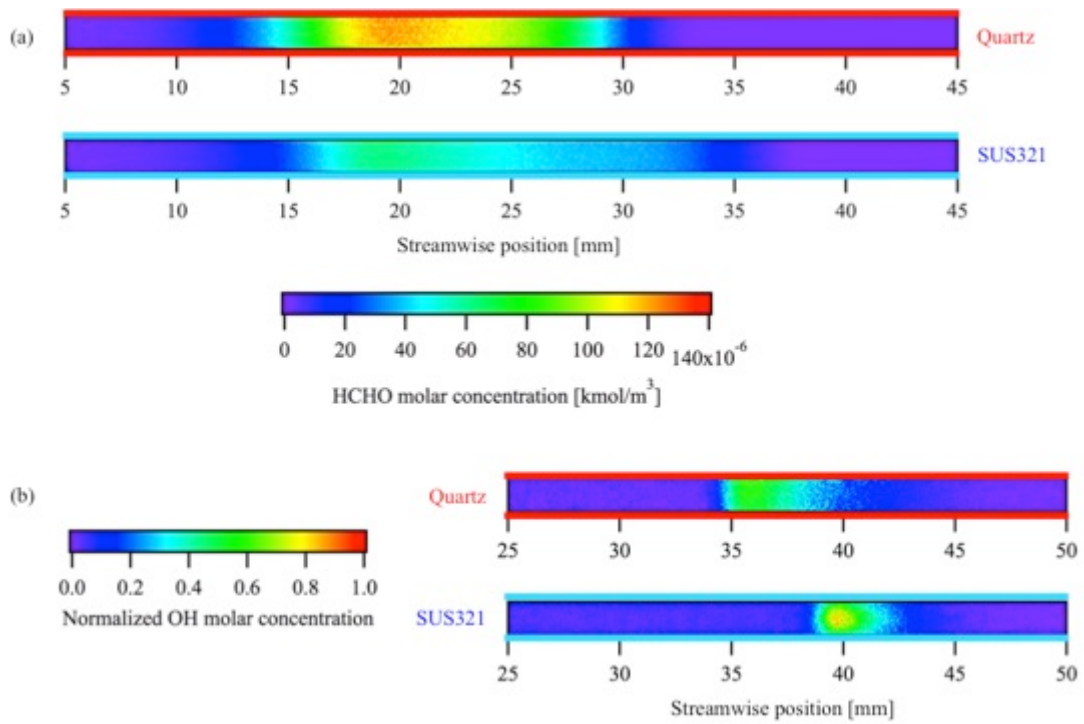 (a)
Quartz
5 10 15 20 25 30 35 40 45
SUS321
5 10 15 20 25 30 35 40 45
Streamwise position [mm]
0 20 40 60 80 100 120 140x10⁻⁶
HCHO molar concentration [kmol/m³]
(b)
Quartz
25 30 35 40 45 50
0.0 0.2 0.4 0.6 0.8 1.0
Normalized OH molar concentration
SUS321
25 30 35 40 45 50
Streamwise position [mm]